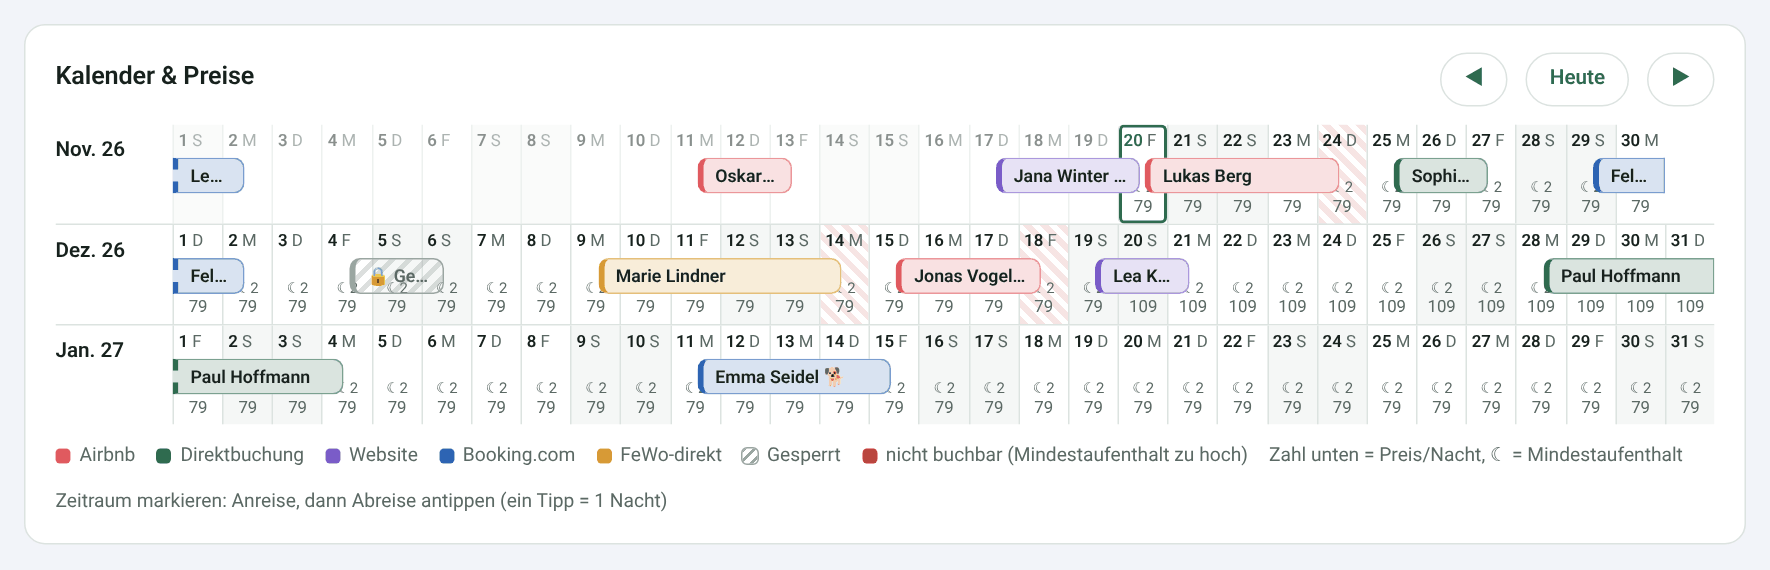 Kalender & Preise
◀ Heute ▶
Nov. 26
1 S 2 M 3 D 4 M 5 D 6 F 7 S 8 S 9 M 10 D 11 M 12 D 13 F 14 S 15 S 16 M 17 D 18 M 19 D 20 F 21 S 22 S 23 M 24 D 25 M 26 D 27 F 28 S 29 S 30 M
Le… Oskar… Jana Winter … Lukas Berg Sophi… Fel…
2 ☾ 2 ☾2 ☾2
79 79 79 79 79 79 79 79 79 79 79
Dez. 26
1 D 2 M 3 D 4 F 5 S 6 S 7 M 8 D 9 M 10 D 11 F 12 S 13 S 14 M 15 D 16 M 17 D 18 F 19 S 20 S 21 M 22 D 23 M 24 D 25 F 26 S 27 S 28 M 29 D 30 M 31 D
Fel… 🔒 Ge… Marie Lindner Jonas Vogel… Lea K… Paul Hoffmann
2 ☾2 ☾ ☾2 ☾2 ☾ 2 ☾ 2 ☾ 2 ☾2 ☾2 ☾2 ☾2 ☾2 ☾2 ☾
79 79 79 79 79 79 79 79 79 79 79 79 79 79 79 79 79 79 79 109 109 109 109 109 109 109 109 109 109 109 109
Jan. 27
1 F 2 S 3 S 4 M 5 D 6 M 7 D 8 F 9 S 10 S 11 M 12 D 13 M 14 D 15 F 16 S 17 S 18 M 19 D 20 M 21 D 22 F 23 S 24 S 25 M 26 D 27 M 28 D 29 F 30 S 31 S
Paul Hoffmann Emma Seidel 🐕
2 ☾2 ☾2 ☾2 ☾2 ☾2 ☾2 ☾ 2 ☾2 ☾2 ☾2 ☾2 ☾2 ☾2 ☾2 ☾2 ☾2 ☾2 ☾2 ☾2 ☾2 ☾2 ☾2 ☾2
79 79 79 79 79 79 79 79 79 79 79 79 79 79 79 79 79 79 79 79 79 79 79 79 79 79 79 79 79 79 79
Airbnb Direktbuchung Website Booking.com FeWo-direkt Gesperrt nicht buchbar (Mindestaufenthalt zu hoch) Zahl unten = Preis/Nacht, ☾ = Mindestaufenthalt
Zeitraum markieren: Anreise, dann Abreise antippen (ein Tipp = 1 Nacht)